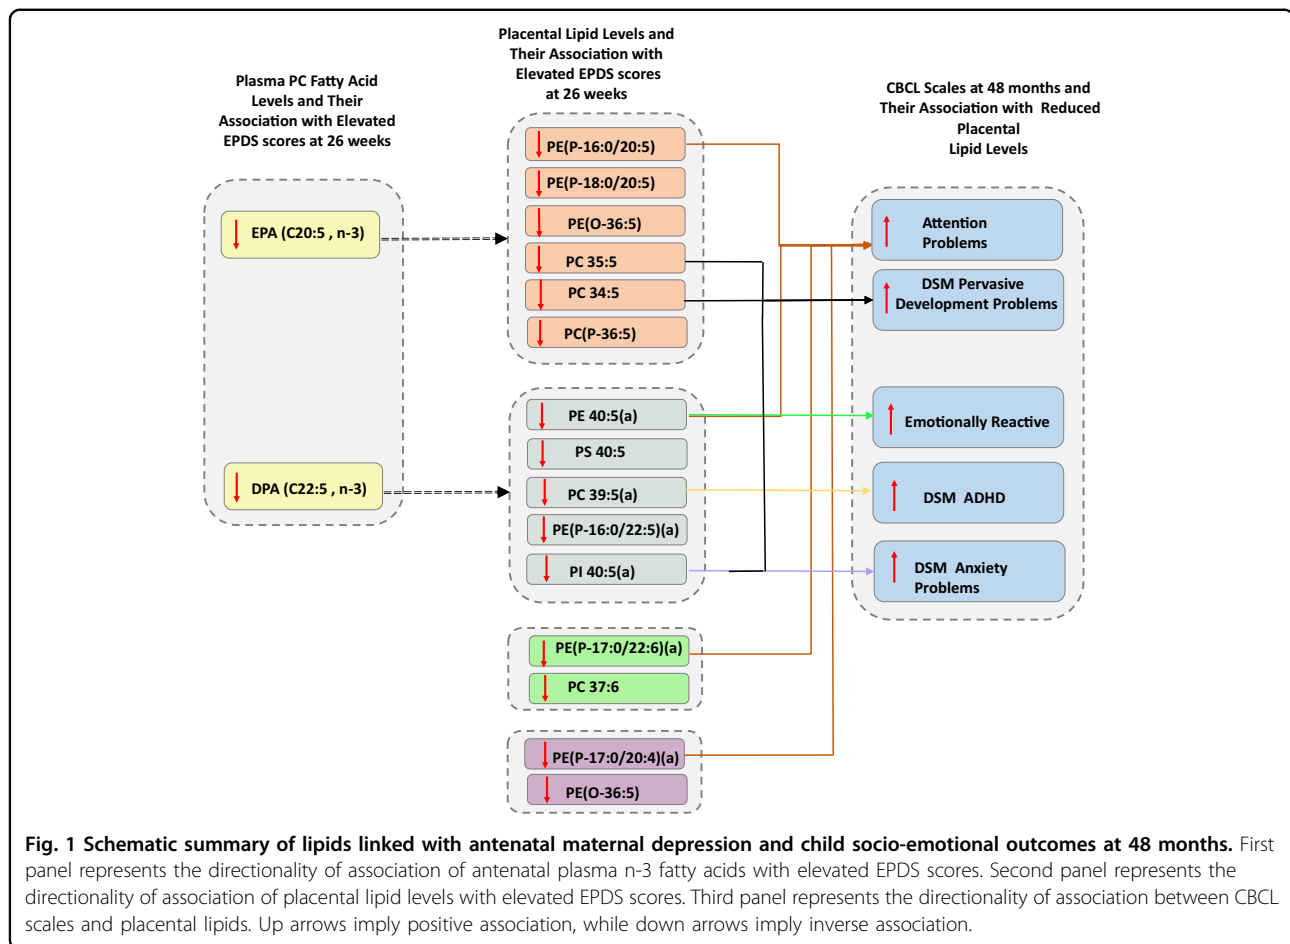 Plasma PC Fatty Acid
Levels and Their
Association with Elevated
EPDS scores at 26 weeks
EPA (C20:5 , n-3)
DPA (C22:5 , n-3)
Placental Lipid Levels and
Their Association with
Elevated EPDS scores
at 26 weeks
PE(P-16:0/20:5)
PE(P-18:0/20:5)
PE(O-36:5)
PC 35:5
PC 34:5
PC(P-36:5)
PE 40:5(a)
PS 40:5
PC 39:5(a)
PE(P-16:0/22:5)(a)
PI 40:5(a)
PE(P-17:0/22:6)(a)
PC 37:6
PE(P-17:0/20:4)(a)
PE(O-36:5)
CBCL Scales at 48 months and
Their Association with Reduced
Placental
Lipid Levels
Attention
Problems
DSM Pervasive
Development Problems
Emotionally Reactive
DSM ADHD
DSM Anxiety
Problems
Fig. 1 Schematic summary of lipids linked with antenatal maternal depression and child socio-emotional outcomes at 48 months. First
panel represents the directionality of association of antenatal plasma n-3 fatty acids with elevated EPDS scores. Second panel represents the
directionality of association of placental lipid levels with elevated EPDS scores. Third panel represents the directionality of association between CBCL
scales and placental lipids. Up arrows imply positive association, while down arrows imply inverse association.